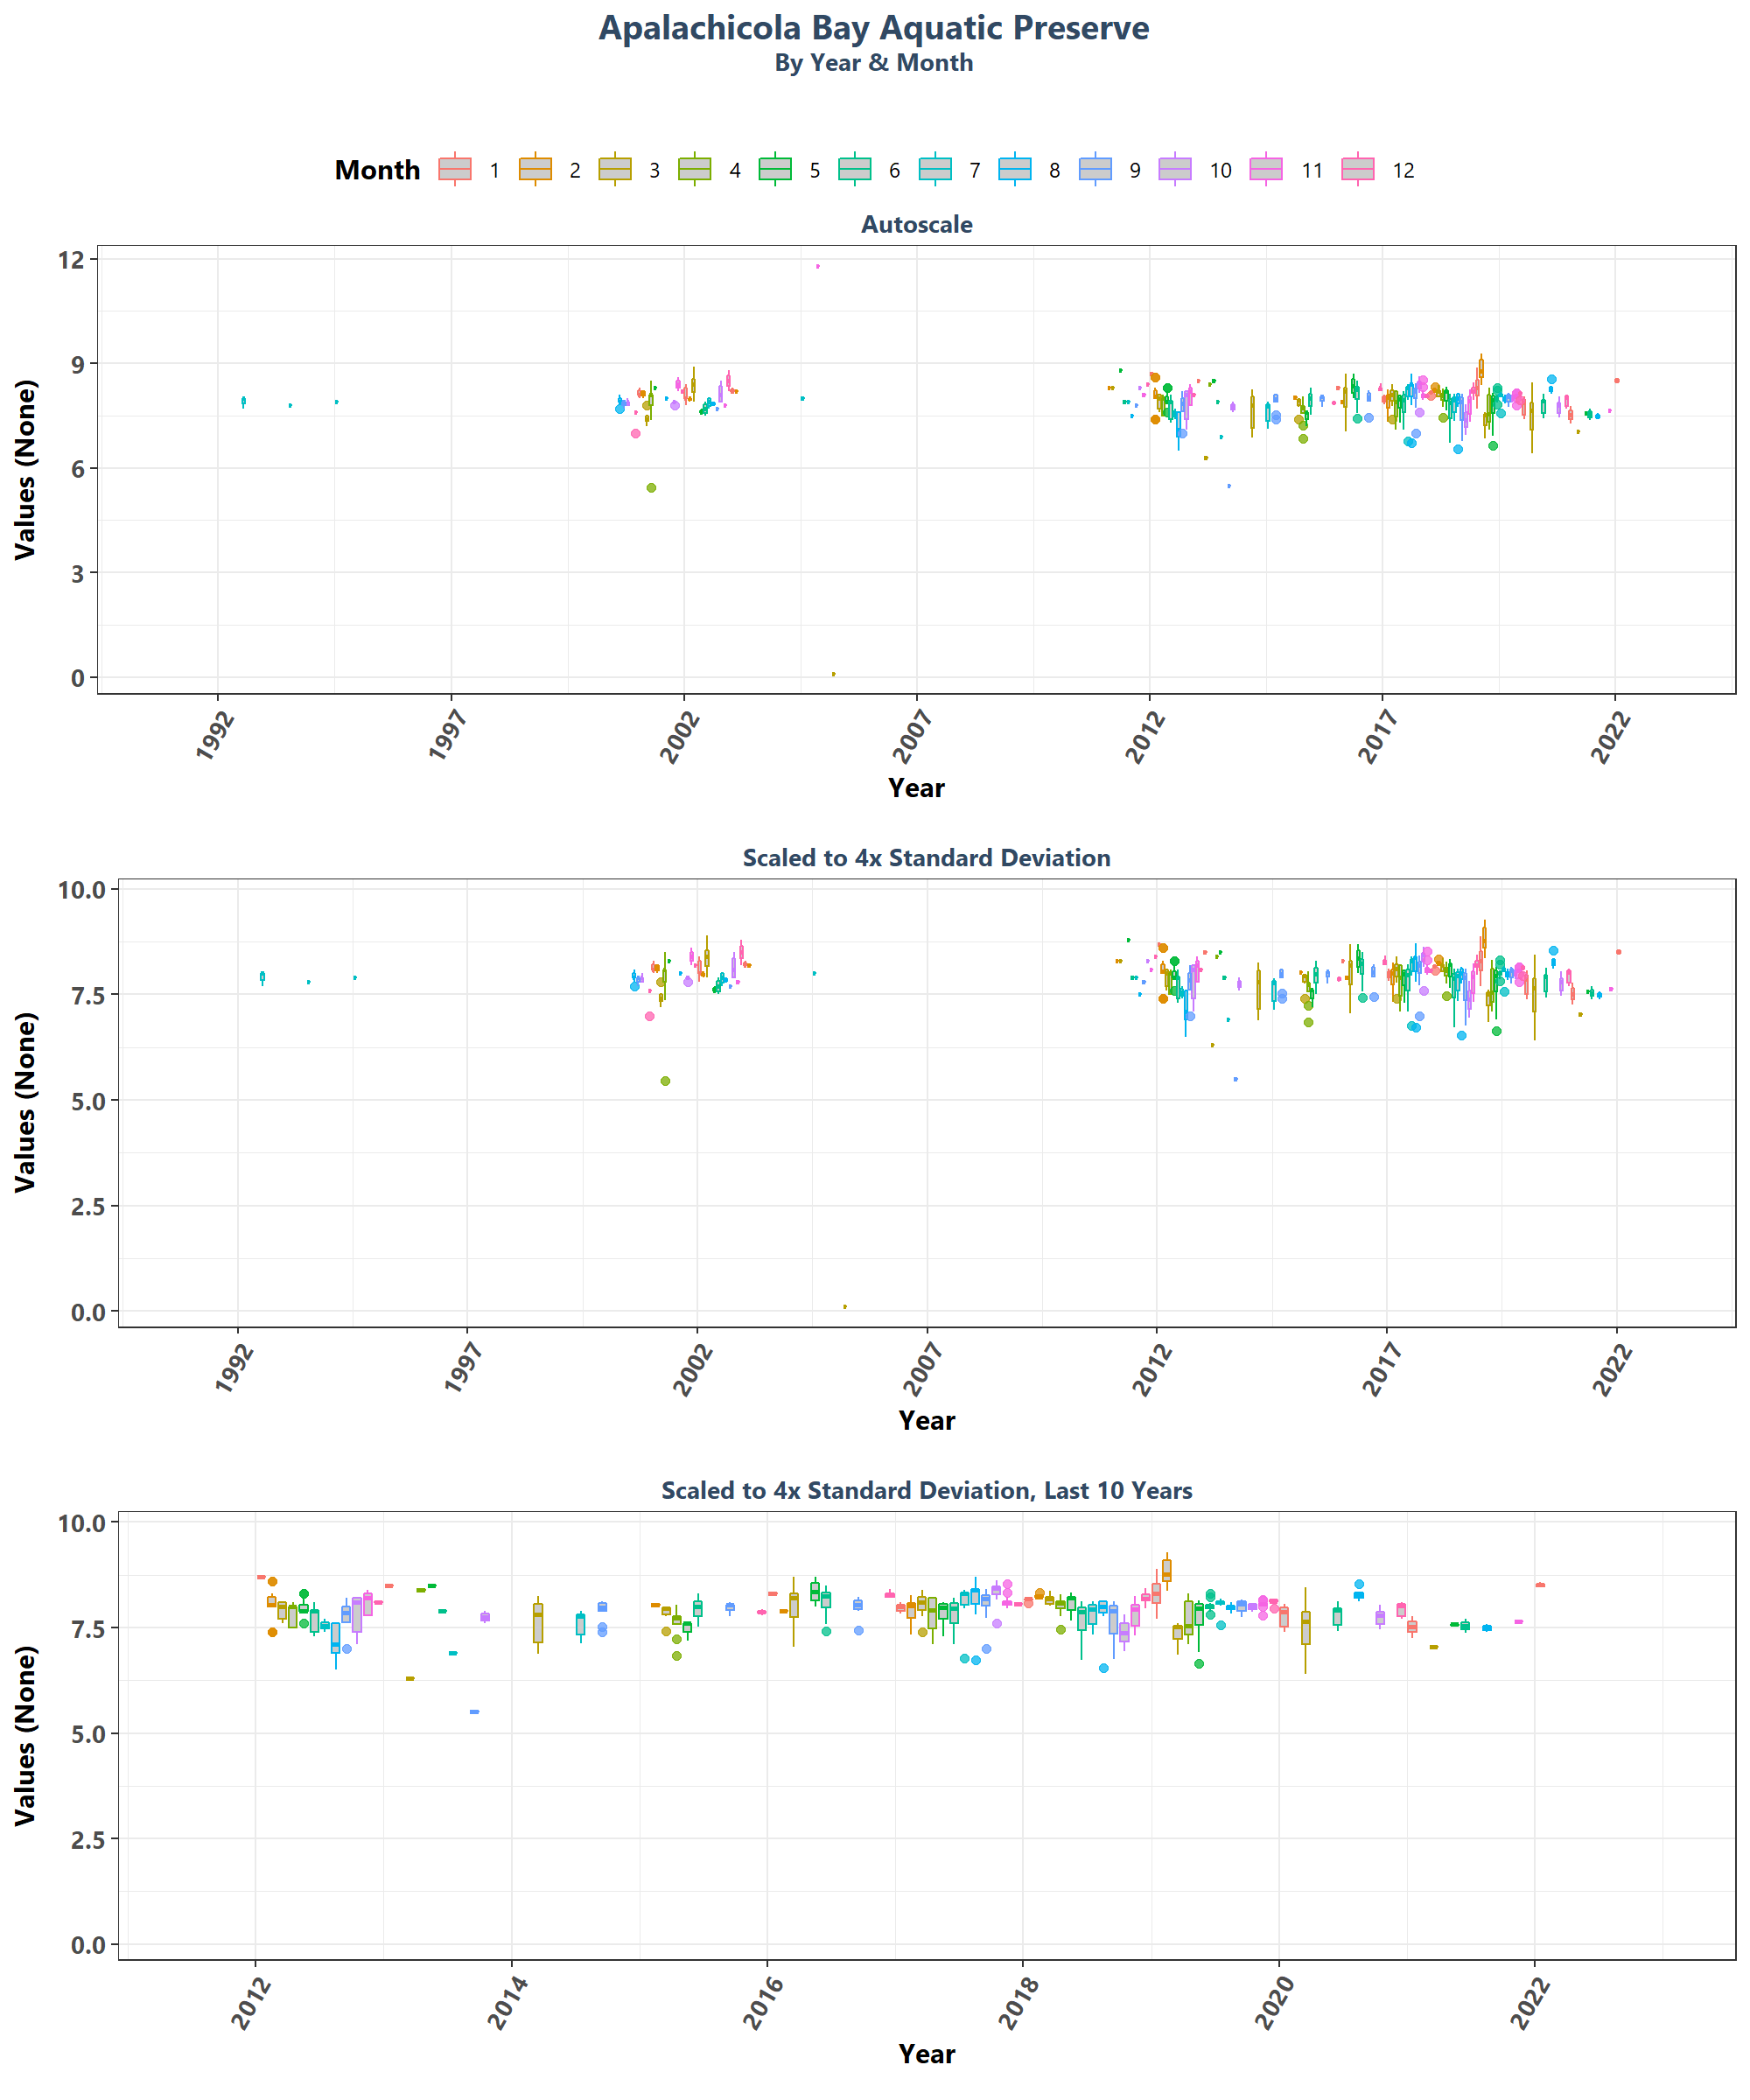 Apalachicola Bay Aquatic Preserve
By Year & Month
Month 1 2 3 4 5 6 7 8 9 10 11 12
Autoscale
Values (None)
12
9
6
3
0
1992 1997 2002 2007 2012 2017 2022
Year
Scaled to 4x Standard Deviation
Values (None)
10.0
7.5
5.0
2.5
0.0
1992 1997 2002 2007 2012 2017 2022
Year
Scaled to 4x Standard Deviation, Last 10 Years
Values (None)
10.0
7.5
5.0
2.5
0.0
2012 2014 2016 2018 2020 2022
Year